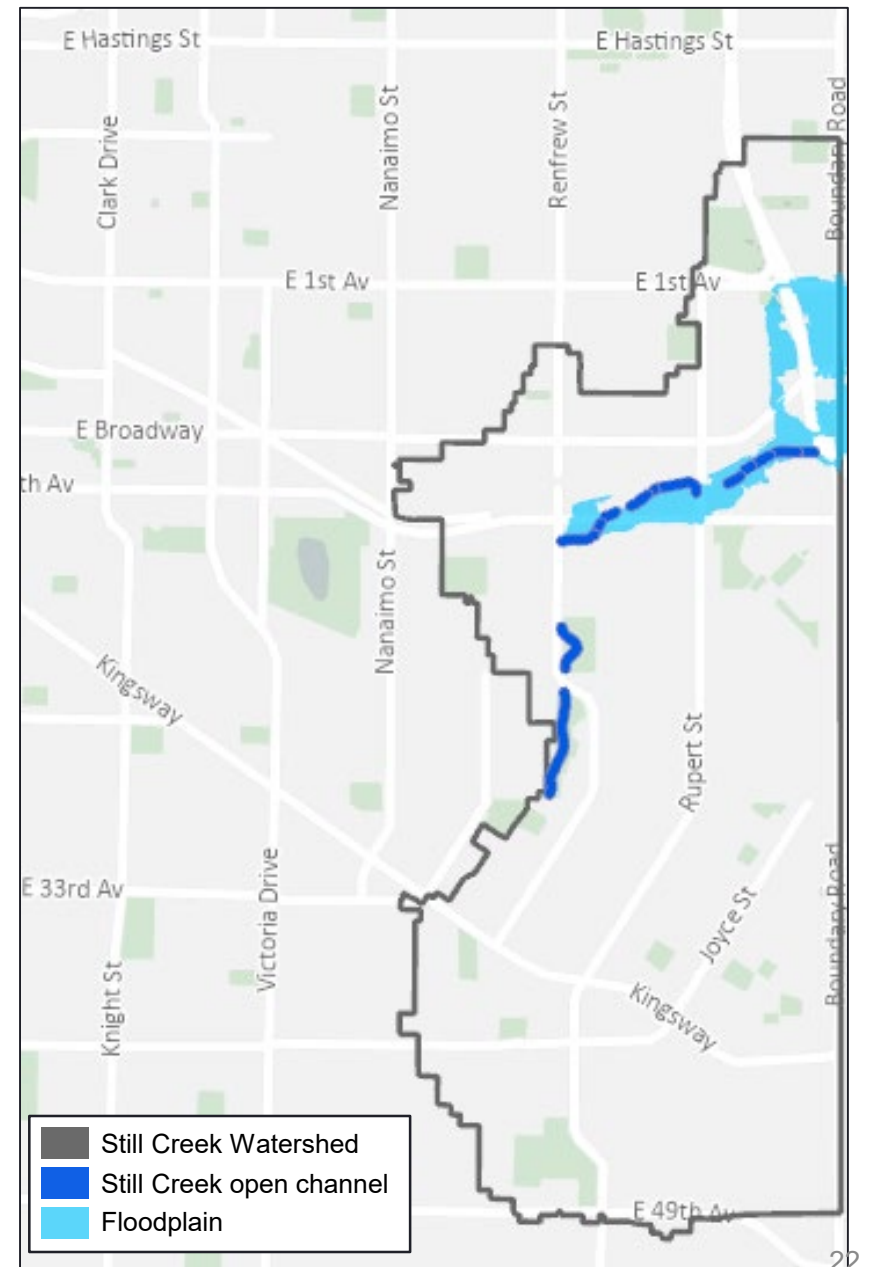 E Hastings St
E Hastings St
Clark Drive
Nanaimo St
Renfrew St
Boundary Road
E 1st Av
E 1st Av
E Broadway
th Av
Nanaimo St
Kingsway
Rupert St
E 33rd Av
Victoria Drive
Knight St
Joyce St
Boundary Road
Kingsway
Still Creek Watershed
Still Creek open channel
Floodplain
E 49th Av
22